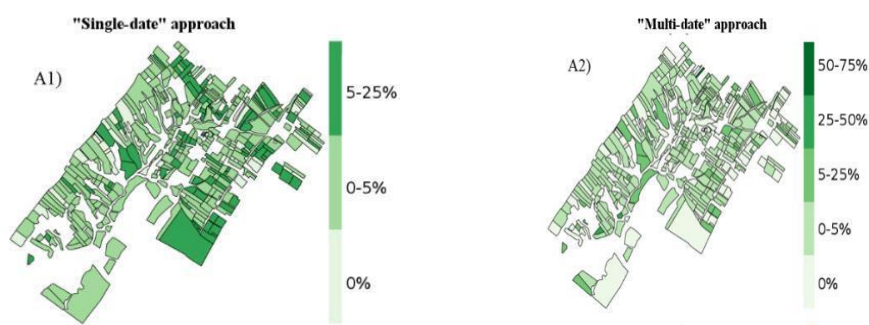 "Single-date" approach
A1)
5-25%
0-5%
0%
"Multi-date" approach
A2)
50-75%
25-50%
5-25%
0-5%
0%